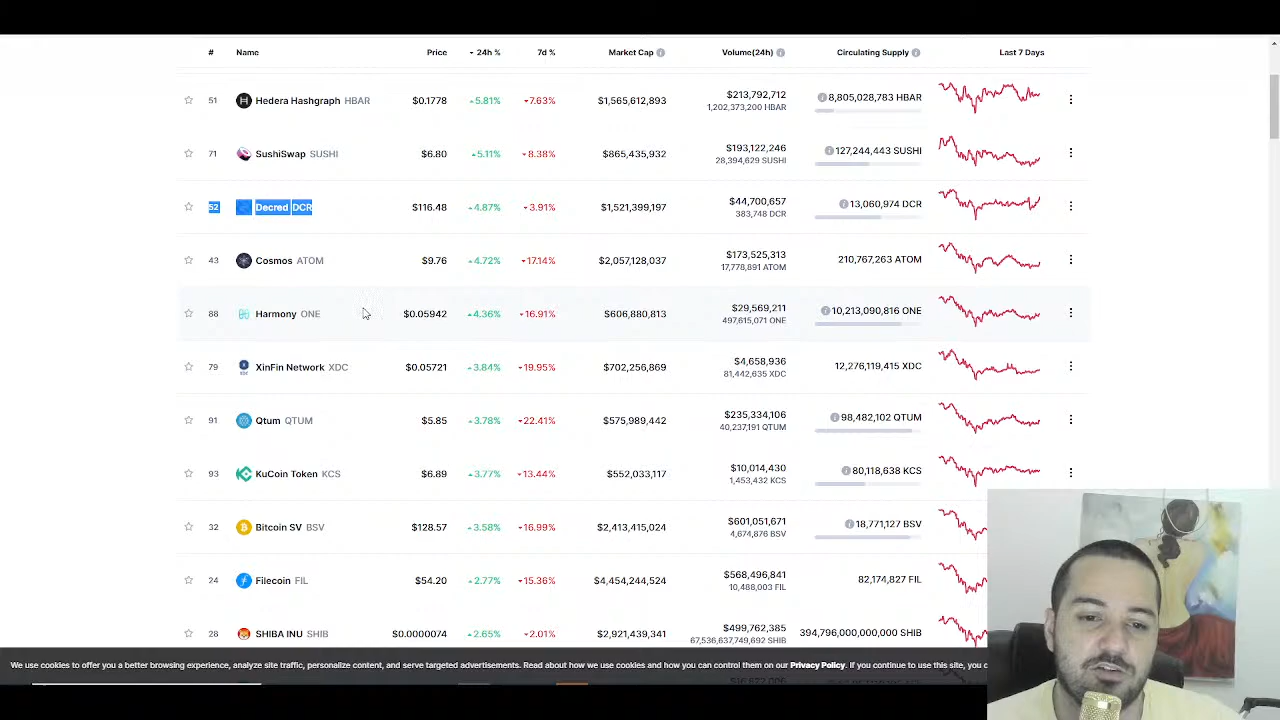 # Name Price 24h % 7d % Market Cap Volume(24h) Circulating Supply Last 7 Days
51 Hedera Hashgraph HBAR $0.1778 5.81% 7.63% $1,565,612,893 $213,792,712 8,805,028,783 HBAR
1,202,373,200 HBAR
71 SushiSwap SUSHI $6.80 5.11% 8.38% $865,435,932 $193,122,246 127,244,443 SUSHI
28,394,629 SUSHI
52 Decred DCR $116.48 4.87% 3.91% $1,521,399,197 $44,700,657 13,060,974 DCR
383,748 DCR
43 Cosmos ATOM $9.76 4.72% 17.14% $2,057,128,037 $173,525,313 210,767,263 ATOM
17,778,891 ATOM
88 Harmony ONE $0.05942 4.36% 16.91% $606,880,813 $29,569,211 10,213,090,816 ONE
497,615,071 ONE
79 XinFin Network XDC $0.05721 3.84% 19.95% $702,256,869 $4,658,936 12,276,119,415 XDC
81,442,635 XDC
91 Qtum QTUM $5.85 3.78% 22.41% $575,989,442 $235,334,106 98,482,102 QTUM
40,237,191 QTUM
93 KuCoin Token KCS $6.89 3.77% 13.44% $552,033,117 $10,014,430 80,118,638 KCS
1,453,432 KCS
32 Bitcoin SV BSV $128.57 3.58% 16.99% $2,413,415,024 $601,051,671 18,771,127 BSV
4,674,876 BSV
24 Filecoin FIL $54.20 2.77% 15.36% $4,454,244,524 $568,496,841 82,174,827 FIL
10,488,003 FIL
28 SHIBA INU SHIB $0.0000074 2.65% 2.01% $2,921,439,341 $499,762,385 394,796,000,000,000 SHIB
67,536,637,749,692 SHIB
We use cookies to offer you a better browsing experience, analyze site traffic, personalize content, and serve targeted advertisements. Read about how we use cookies and how you can control them on our Privacy Policy. If you continue to use this site, you c